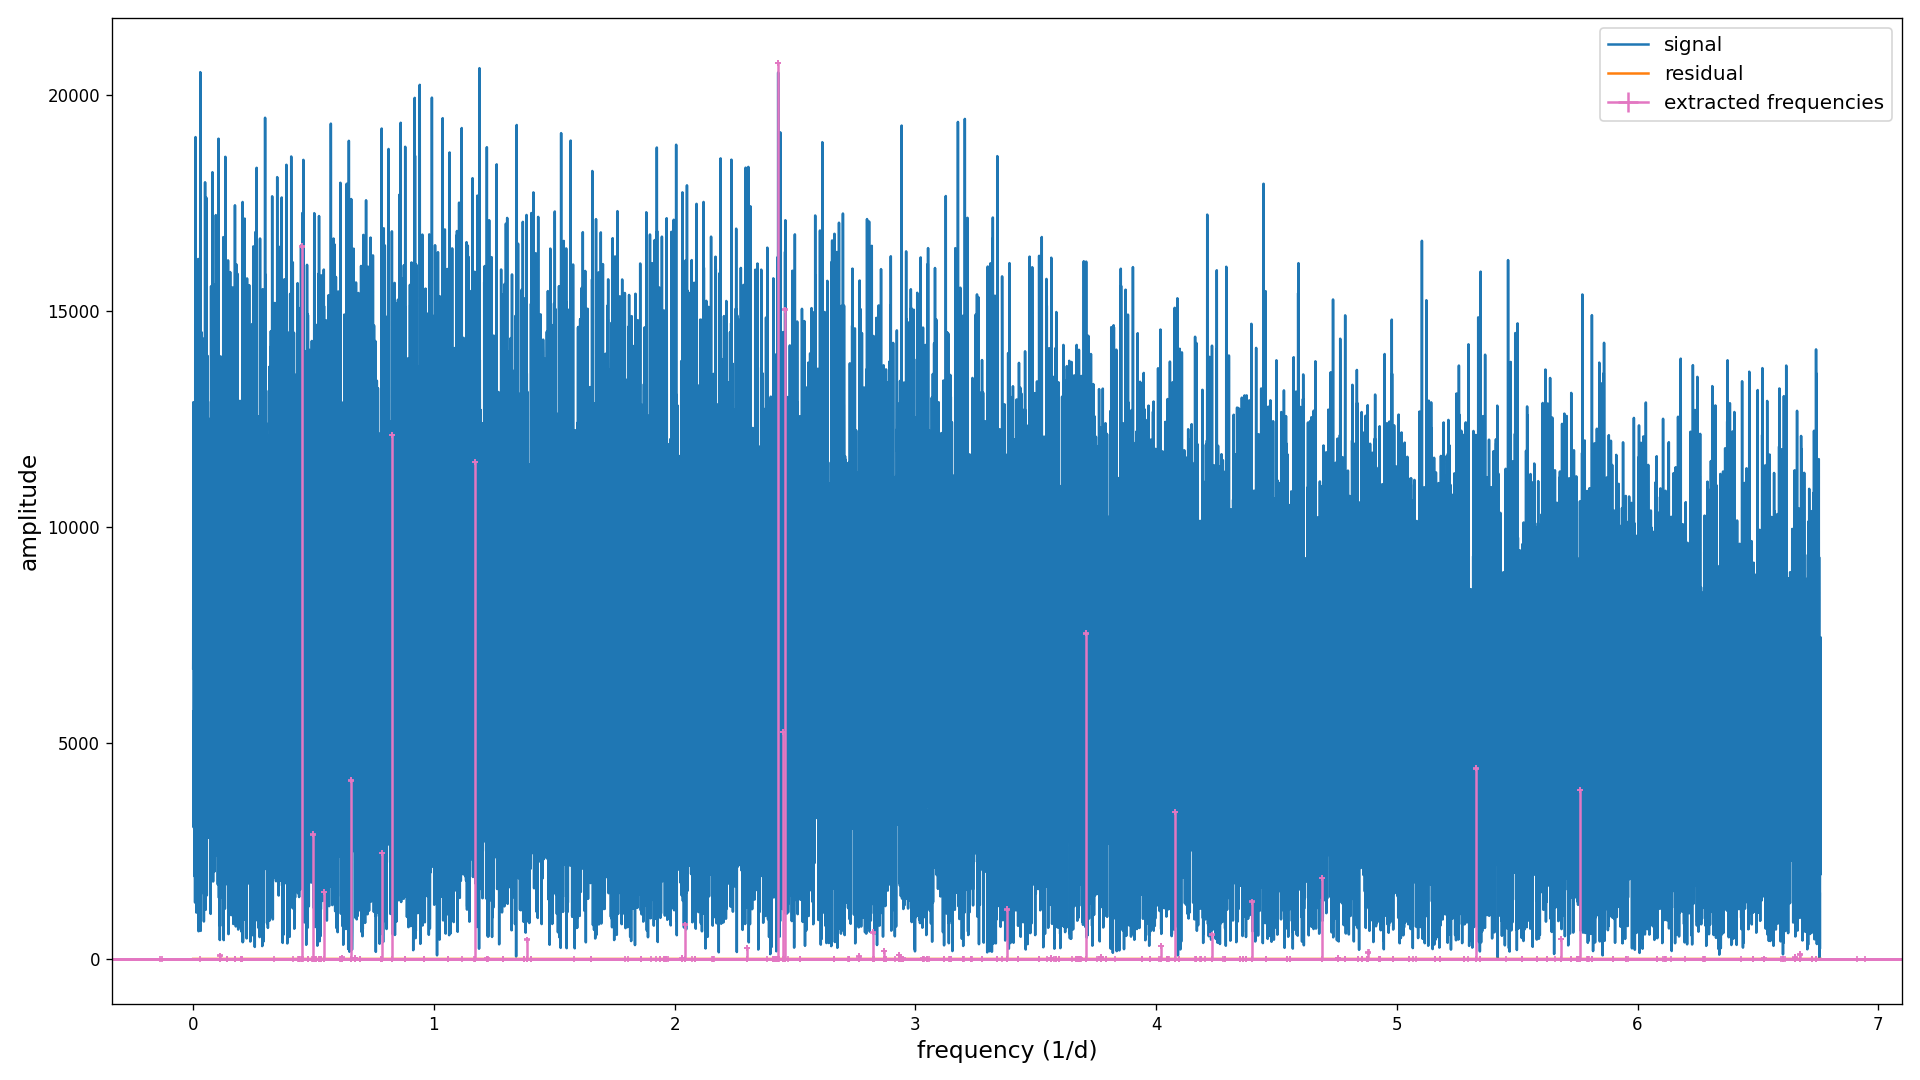 signal
residual
extracted frequencies
20000
15000
10000
5000
0
amplitude
0 1 2 3 4 5 6 7
frequency (1/d)